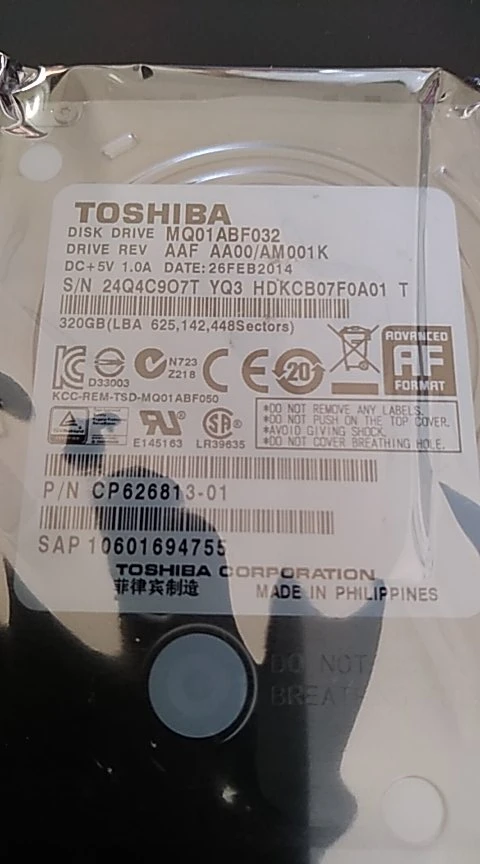 TOSHIBA
DISK DRIVE MQ01ABF032
DRIVE REV AAF AA00/AM001K
DC+5V 1.0A DATE:26FEB2014
S/N 24Q4C9O7T YQ3 HDKCB07F0A01 T
320GB(LBA 625,142,448Sectors)
D33003
N723
Z218
CE
20
ADVANCED
AF
FORMAT
KCC-REM-TSD-MQ01ABF050
E145163
LR39635
*DO NOT REMOVE ANY LABELS.
*DO NOT PUSH ON THE TOP COVER.
*AVOID GIVING SHOCK.
*DO NOT COVER BREATHING HOLE.
P/N CP626813-01
SAP 10601694755
TOSHIBA CORPORATION
菲律宾制造 MADE IN PHILIPPINES
DO NOT